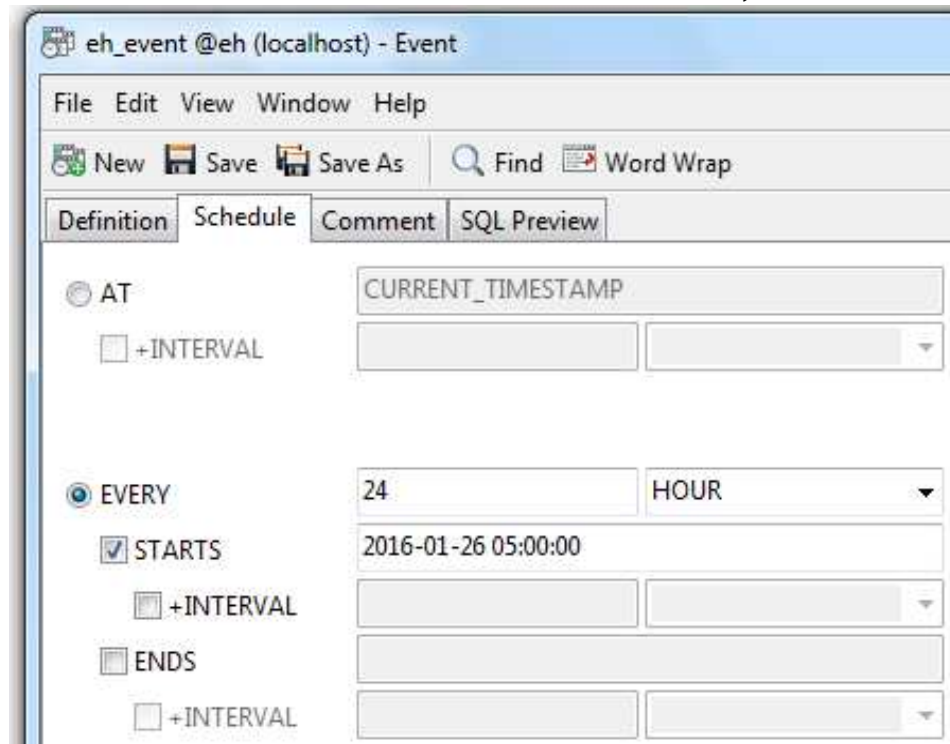 eh_event @eh (localhost) - Event
File Edit View Window Help
New Save Save As Find Word Wrap
Definition Schedule Comment SQL Preview
AT CURRENT_TIMESTAMP
+INTERVAL
EVERY 24 HOUR
STARTS 2016-01-26 05:00:00
+INTERVAL
ENDS
+INTERVAL